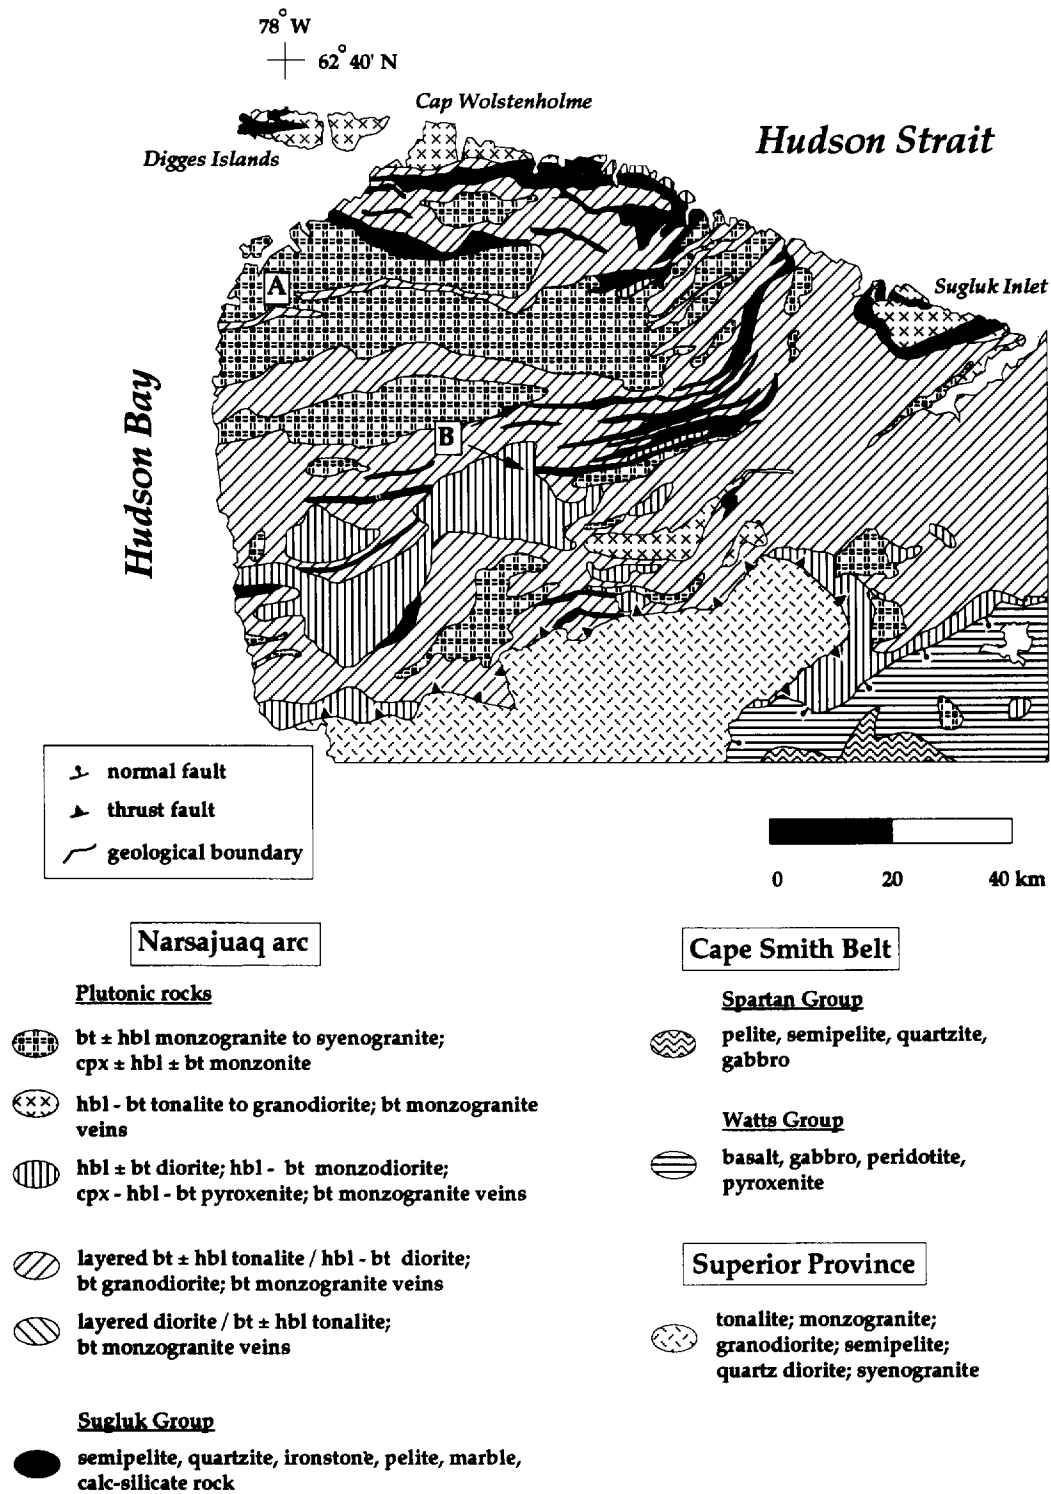 78° W
62° 40' N
Cap Wolstenholme
Digges Islands
Hudson Strait
A
Sugluk Inlet
Hudson Bay
B
normal fault
thrust fault
geological boundary
0 20 40 km
Narsajuaq arc
Plutonic rocks
bt ± hbl monzogranite to syenogranite;
cpx ± hbl ± bt monzonite
hbl - bt tonalite to granodiorite; bt monzogranite
veins
hbl ± bt diorite; hbl - bt monzodiorite;
cpx - hbl - bt pyroxenite; bt monzogranite veins
layered bt ± hbl tonalite / hbl - bt diorite;
bt granodiorite; bt monzogranite veins
layered diorite / bt ± hbl tonalite;
bt monzogranite veins
Sugluk Group
semipelite, quartzite, ironstone, pelite, marble,
calc-silicate rock
Cape Smith Belt
Spartan Group
pelite, semipelite, quartzite,
gabbro
Watts Group
basalt, gabbro, peridotite,
pyroxenite
Superior Province
tonalite; monzogranite;
granodiorite; semipelite;
quartz diorite; syenogranite